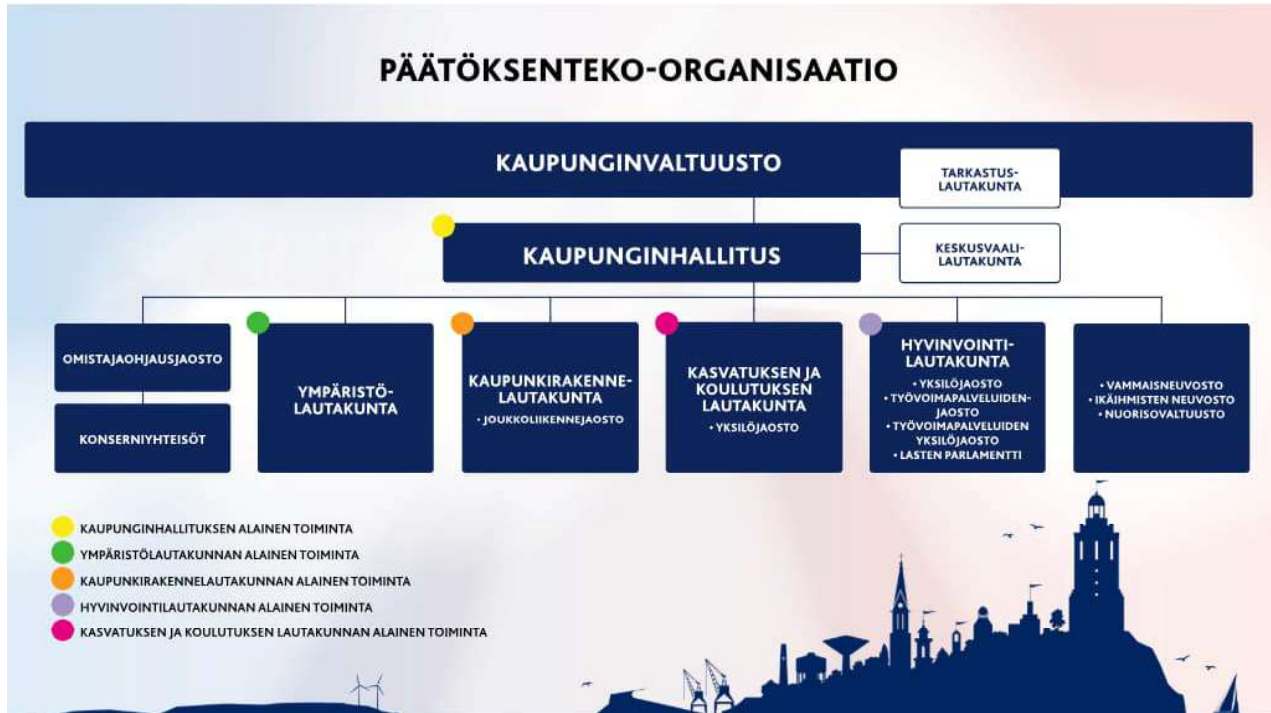 PÄÄTÖKSENTEKO-ORGANISAATIO
KAUPUNGINVALTUUSTO
TARKASTUS-
LAUTAKUNTA
KAUPUNGINHALLITUS
KESKUSVAALI-
LAUTAKUNTA
OMISTAJAOHJAUSJAOSTO
KONSERNIYHTEISÖT
YMPÄRISTÖ-
LAUTAKUNTA
KAUPUNKIRAKENNE-
LAUTAKUNTA
• JOUKKOLIIKENNEJAOSTO
KASVATUKSEN JA
KOULUTUKSEN
LAUTAKUNTA
• YKSILÖJAOSTO
HYVINVOINTI-
LAUTAKUNTA
• YKSILÖJAOSTO
• TYÖVOIMAPALVELUIDEN-
JAOSTO
• TYÖVOIMAPALVELUIDEN
YKSILÖJAOSTO
• LASTEN PARLAMENTTI
• VAMMAISNEUVOSTO
• IKÄIHMISTEN NEUVOSTO
• NUORISOVALTUUSTO
KAUPUNGINHALLITUKSEN ALAINEN TOIMINTA
YMPÄRISTÖLAUTAKUNNAN ALAINEN TOIMINTA
KAUPUNKIRAKENNELAUTAKUNNAN ALAINEN TOIMINTA
HYVINVOINTILAUTAKUNNAN ALAINEN TOIMINTA
KASVATUKSEN JA KOULUTUKSEN LAUTAKUNNAN ALAINEN TOIMINTA